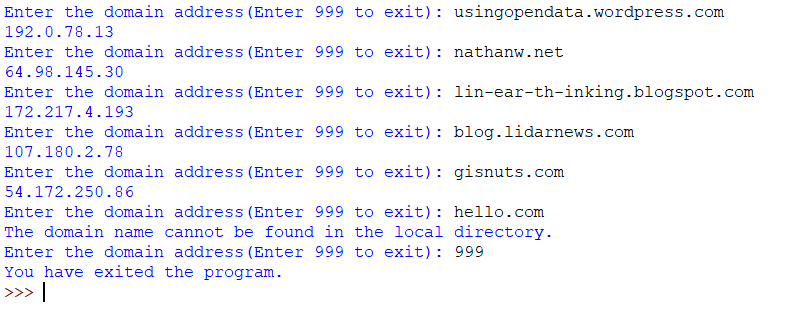 Enter the domain address(Enter 999 to exit): usingopendata.wordpress.com
192.0.78.13
Enter the domain address(Enter 999 to exit): nathanw.net
64.98.145.30
Enter the domain address(Enter 999 to exit): lin-ear-th-inking.blogspot.com
172.217.4.193
Enter the domain address(Enter 999 to exit): blog.lidarnews.com
107.180.2.78
Enter the domain address(Enter 999 to exit): gisnuts.com
54.172.250.86
Enter the domain address(Enter 999 to exit): hello.com
The domain name cannot be found in the local directory.
Enter the domain address(Enter 999 to exit): 999
You have exited the program.
>>>